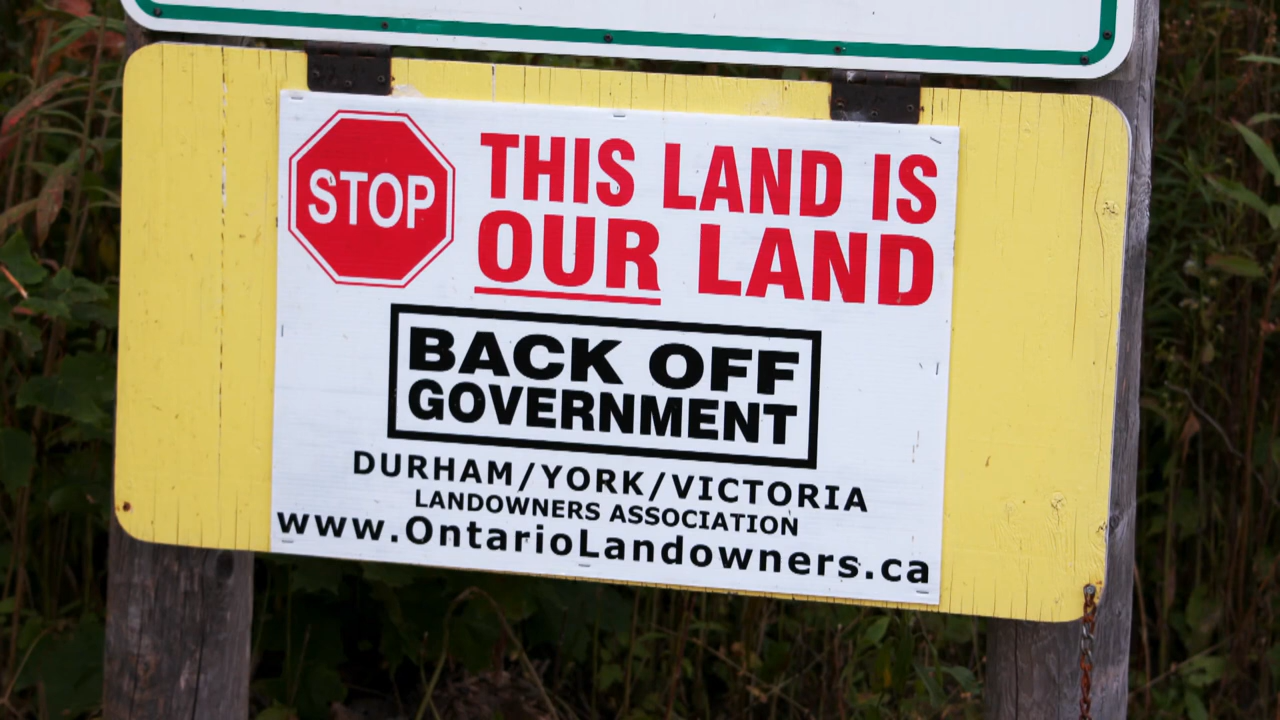 STOP
THIS LAND IS
OUR LAND
BACK OFF
GOVERNMENT
DURHAM/YORK/VICTORIA
LANDOWNERS ASSOCIATION
www.OntarioLandowners.ca